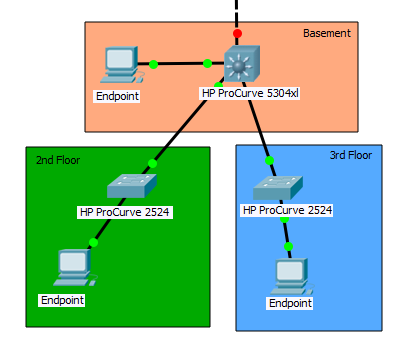 Basement
HP ProCurve 5304xl
Endpoint
2nd Floor
3rd Floor
HP ProCurve 2524
HP ProCurve 2524
Endpoint
Endpoint